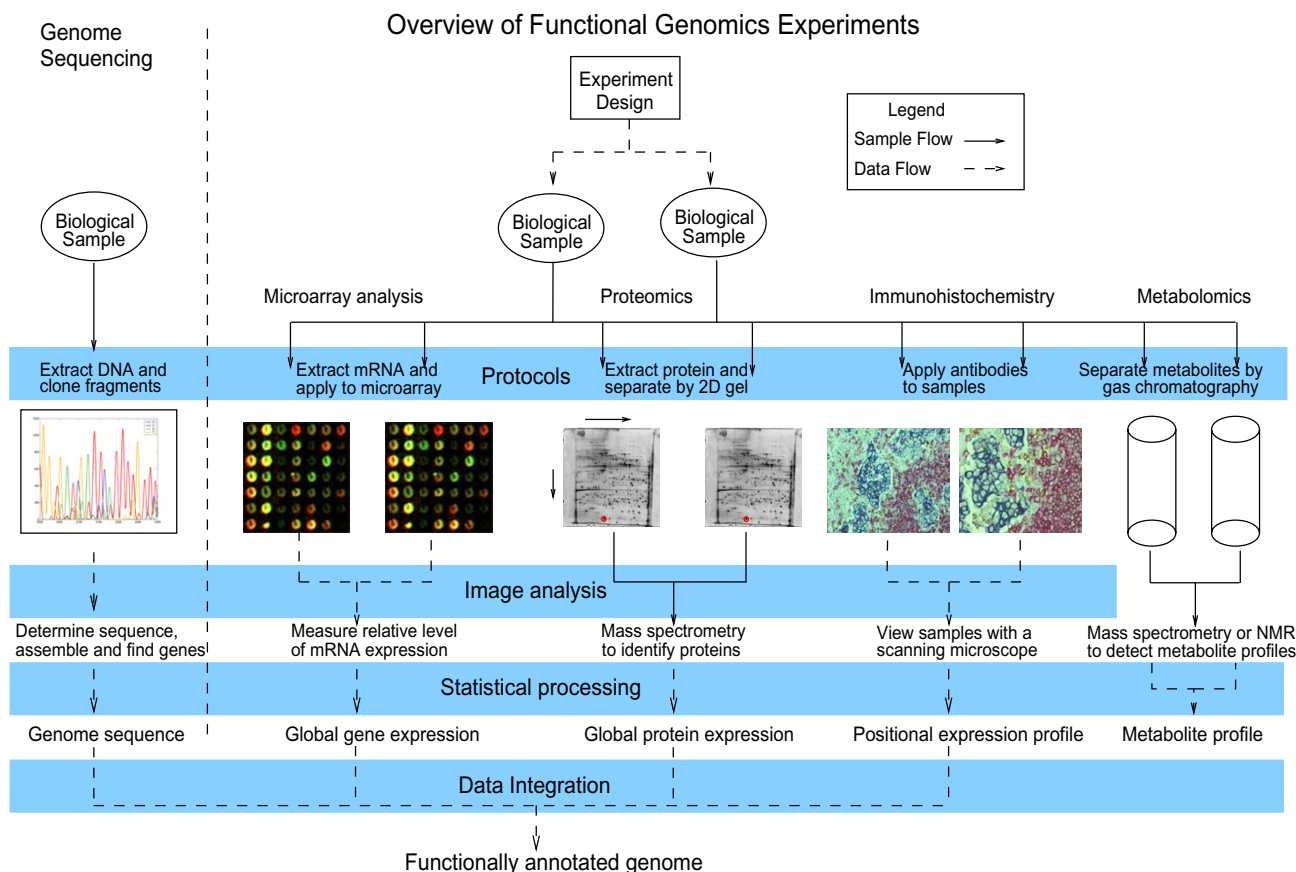 Genome
Sequencing
Overview of Functional Genomics Experiments
Experiment
Design
Legend
Sample Flow
Data Flow
Biological
Sample
Biological
Sample
Biological
Sample
Microarray analysis
Proteomics
Immunohistochemistry
Metabolomics
Extract DNA and
clone fragments
Extract mRNA and
apply to microarray
Protocols
Extract protein and
separate by 2D gel
Apply antibodies
to samples
Separate metabolites by
gas chromatography
Image analysis
Determine sequence,
assemble and find genes
Measure relative level
of mRNA expression
Mass spectrometry
to identify proteins
View samples with a
scanning microscope
Mass spectrometry or NMR
to detect metabolite profiles
Statistical processing
Genome sequence
Global gene expression
Global protein expression
Positional expression profile
Metabolite profile
Data Integration
Functionally annotated genome